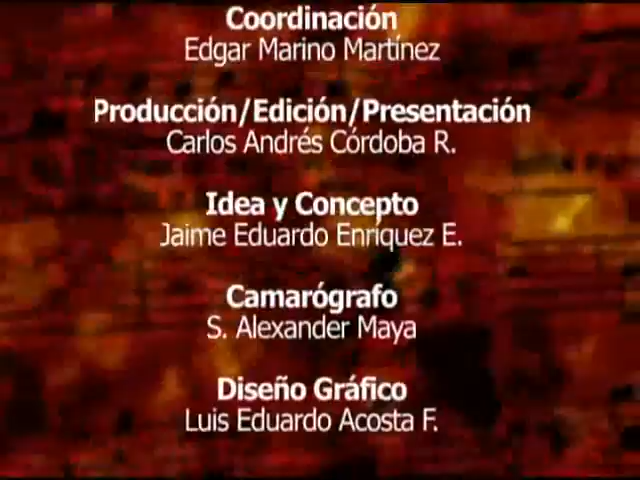 Coordinación
Edgar Marino Martínez
Producción/Edición/Presentación
Carlos Andrés Córdoba R.
Idea y Concepto
Jaime Eduardo Enriquez E.
Camarógrafo
S. Alexander Maya
Diseño Gráfico
Luis Eduardo Acosta F.